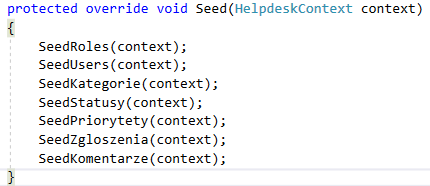 protected override void Seed(HelpdeskContext context)
{
SeedRoles(context);
SeedUsers(context);
SeedKategorie(context);
SeedStatusy(context);
SeedPriorytety(context);
SeedZgloszenia(context);
SeedKomentarze(context);
}